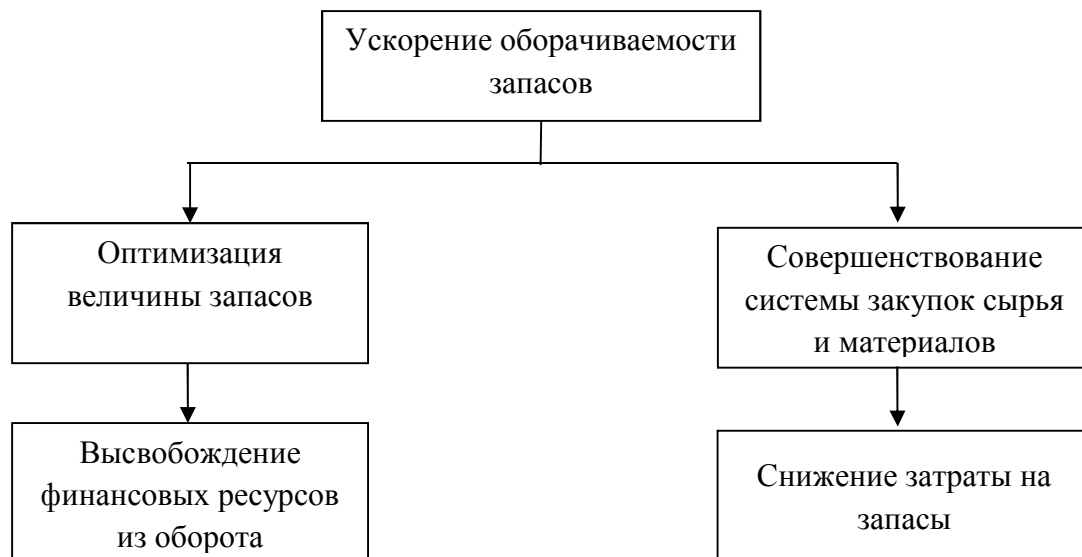 Ускорение оборачиваемости
запасов
Оптимизация
величины запасов
Совершенствование
системы закупок сырья
и материалов
Высвобождение
финансовых ресурсов
из оборота
Снижение затраты на
запасы